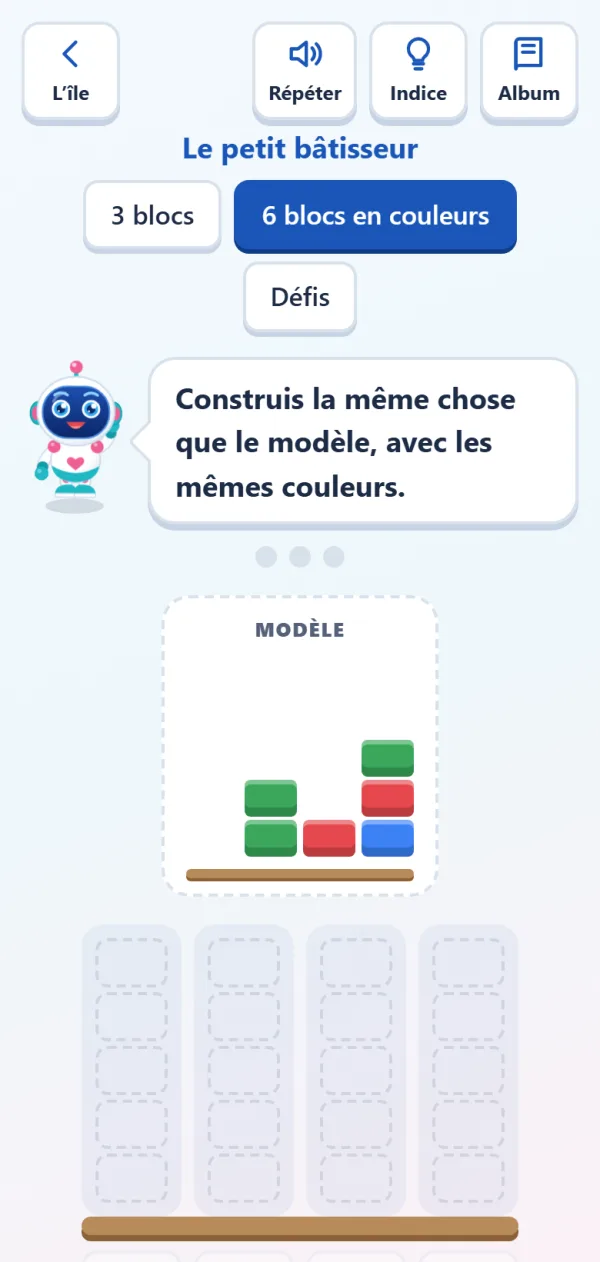 L'île
Répéter
Indice
Album
Le petit bâtisseur
3 blocs
6 blocs en couleurs
Défis
Construis la même chose
que le modèle, avec les
mêmes couleurs.
MODÈLE